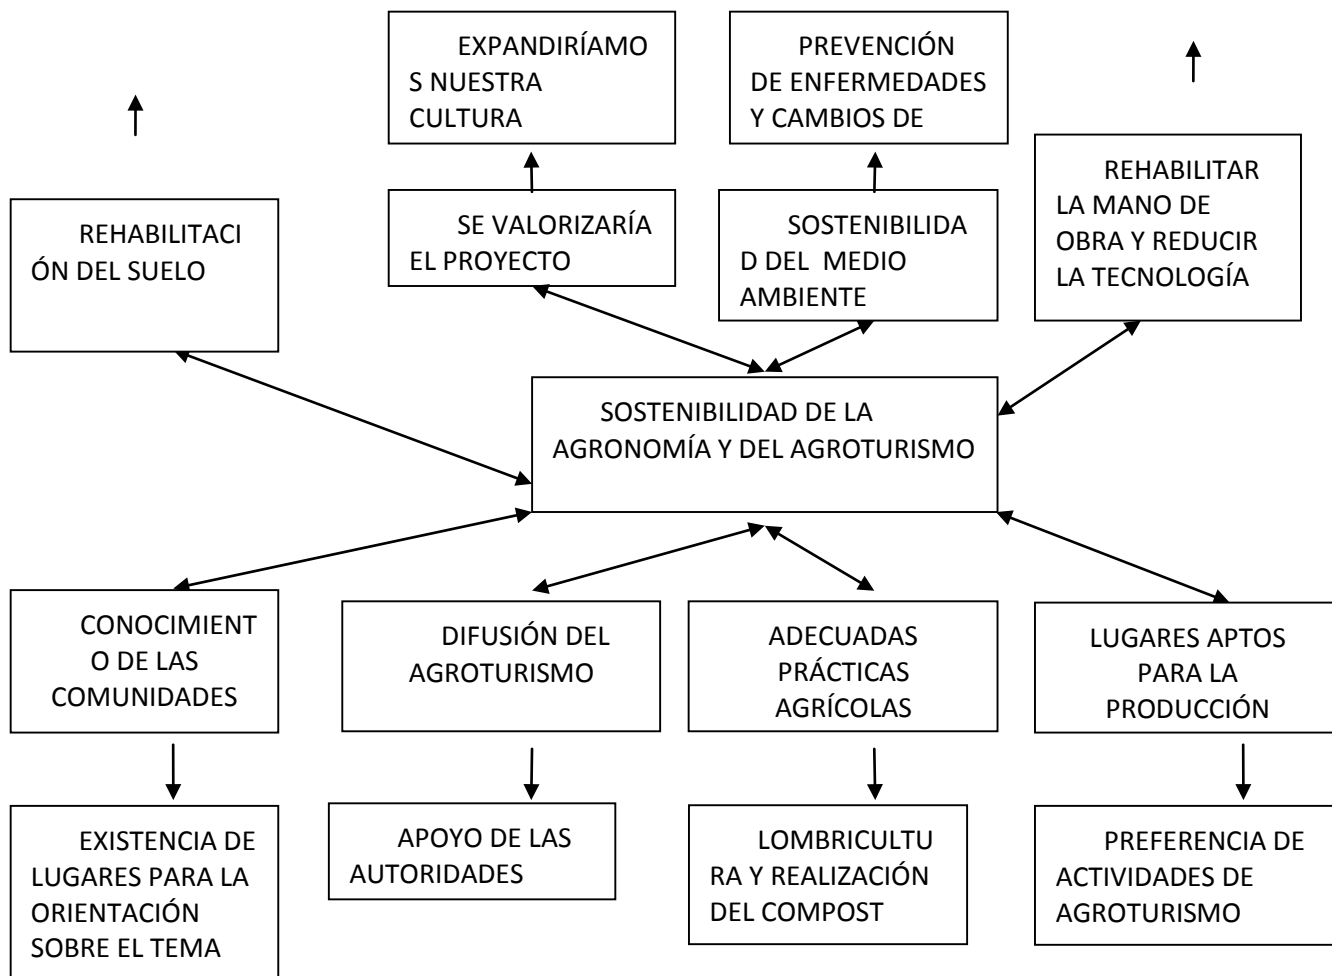 EXPANDIRÍAMO
S NUESTRA
CULTURA
PREVENCIÓN
DE ENFERMEDADES
Y CAMBIOS DE
REHABILITACI
ÓN DEL SUELO
SE VALORIZARÍA
EL PROYECTO
SOSTENIBILIDA
D DEL MEDIO
AMBIENTE
REHABILITAR
LA MANO DE
OBRA Y REDUCIR
LA TECNOLOGÍA
SOSTENIBILIDAD DE LA
AGRONOMÍA Y DEL AGROTURISMO
CONOCIMIENT
O DE LAS
COMUNIDADES
DIFUSIÓN DEL
AGROTURISMO
ADECUADAS
PRÁCTICAS
AGRÍCOLAS
LUGARES APTOS
PARA LA
PRODUCCIÓN
EXISTENCIA DE
LUGARES PARA LA
ORIENTACIÓN
SOBRE EL TEMA
APOYO DE LAS
AUTORIDADES
LOMBRICULTU
RA Y REALIZACIÓN
DEL COMPOST
PREFERENCIA DE
ACTIVIDADES DE
AGROTURISMO